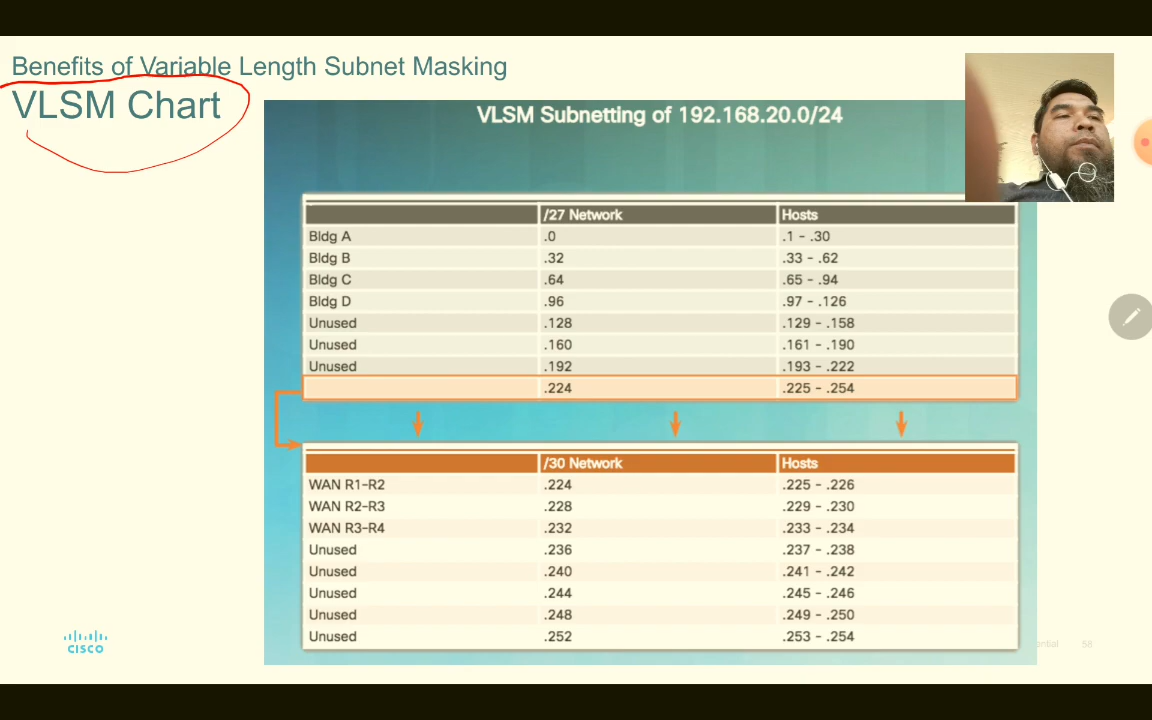 Benefits of Variable Length Subnet Masking
VLSM Chart
VLSM Subnetting of 192.168.20.0/24
/27 Network Hosts
Bldg A .0 .1 - .30
Bldg B .32 .33 - .62
Bldg C .64 .65 - .94
Bldg D .96 .97 - .126
Unused .128 .129 - .158
Unused .160 .161 - .190
Unused .192 .193 - .222
.224 .225 - .254
/30 Network Hosts
WAN R1-R2 .224 .225 - .226
WAN R2-R3 .228 .229 - .230
WAN R3-R4 .232 .233 - .234
Unused .236 .237 - .238
Unused .240 .241 - .242
Unused .244 .245 - .246
Unused .248 .249 - .250
Unused .252 .253 - .254
CISCO
ential 58